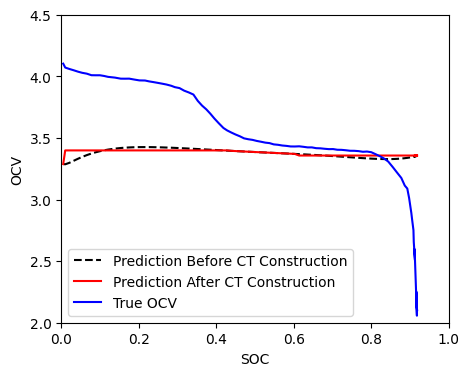 4.5
4.0
3.5
3.0
2.5
2.0
OCV
Prediction Before CT Construction
Prediction After CT Construction
True OCV
0.0 0.2 0.4 0.6 0.8 1.0
SOC